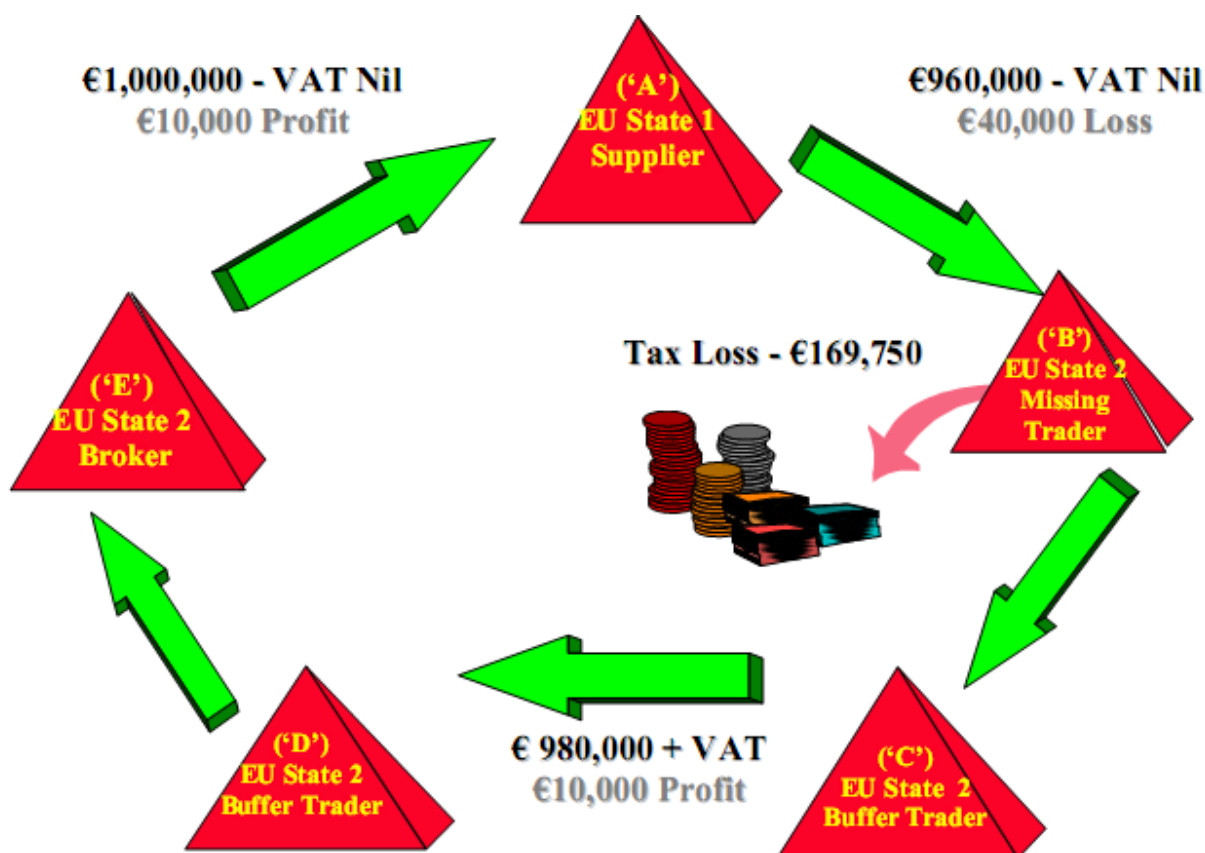 €1,000,000 - VAT Nil
€10,000 Profit
('A')
EU State 1
Supplier
€960,000 - VAT Nil
€40,000 Loss
('E')
EU State 2
Broker
Tax Loss - €169,750
('B')
EU State 2
Missing
Trader
('D')
EU State 2
Buffer Trader
€ 980,000 + VAT
€10,000 Profit
('C')
EU State 2
Buffer Trader